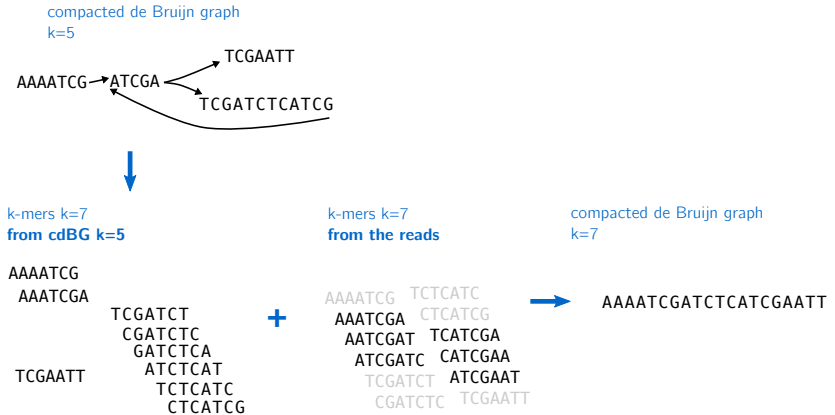 compacted de Bruijn graph
k=5
TCGAATT
AAAATCG ATCGA
TCGATCTCATCG
k-mers k=7
from cdBG k=5
AAAATCG
AAATCGA
TCGATCT
CGATCTC
GATCTCA
ATCTCAT
TCTCATC
CTCATCG
TCGAATT
+
k-mers k=7
from the reads
AAAATCG TCTCATC
AAATCGA CTCATCG
AATCGAT TCATCGA
ATCGATC CATCGAA
TCGATCT ATCGAAT
CGATCTC TCGAATT
compacted de Bruijn graph
k=7
AAAATCGATCTCATCGAATT